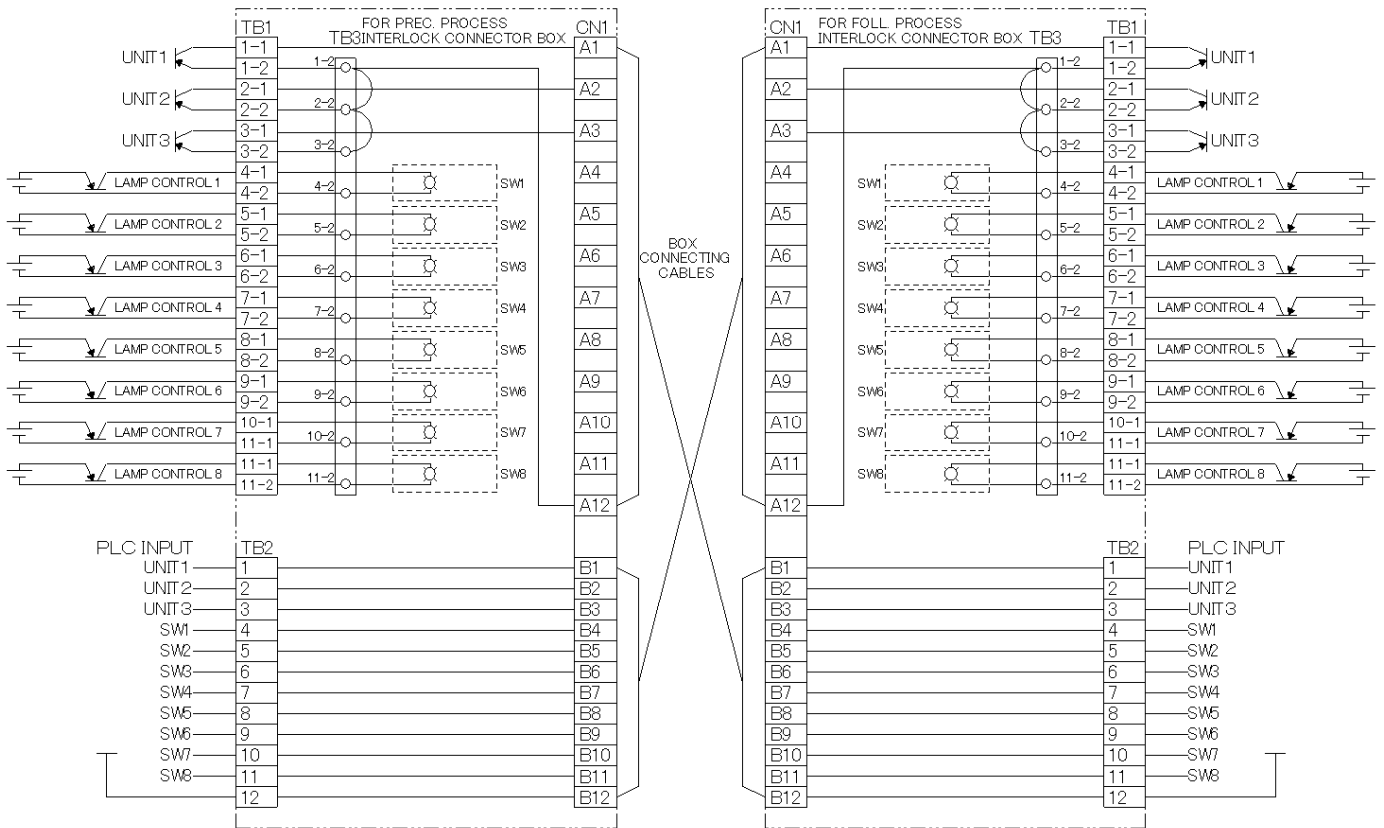 TB1 FOR PREC. PROCESS CN1 CN1 FOR FOLL. PROCESS TB1
TB3 INTERLOCK CONNECTOR BOX INTERLOCK CONNECTOR BOX TB3
UNIT1 1-1 A1 A1 1-1 UNIT1
1-2 1-2 1-2 1-2
UNIT2 2-1 A2 A2 2-1 UNIT2
2-2 2-2 2-2 2-2
UNIT3 3-1 A3 A3 3-1 UNIT3
3-2 3-2 3-2 3-2
LAMP CONTROL 1 4-1 SW1 A4 A4 SW1 4-1 LAMP CONTROL 1
4-2 4-2 4-2 4-2
LAMP CONTROL 2 5-1 SW2 A5 A5 SW2 5-1 LAMP CONTROL 2
5-2 5-2 5-2 5-2
BOX
CONNECTING
CABLES
LAMP CONTROL 3 6-1 SW3 A6 A6 SW3 6-1 LAMP CONTROL 3
6-2 6-2 6-2 6-2
LAMP CONTROL 4 7-1 SW4 A7 A7 SW4 7-1 LAMP CONTROL 4
7-2 7-2 7-2 7-2
LAMP CONTROL 5 8-1 SW5 A8 A8 SW5 8-1 LAMP CONTROL 5
8-2 8-2 8-2 8-2
LAMP CONTROL 6 9-1 SW6 A9 A9 SW6 9-1 LAMP CONTROL 6
9-2 9-2 9-2 9-2
LAMP CONTROL 7 10-1 SW7 A10 A10 SW7 10-1 LAMP CONTROL 7
11-1 10-2 10-2 11-1
LAMP CONTROL 8 11-1 SW8 A11 A11 SW8 11-1 LAMP CONTROL 8
11-2 11-2 11-2 11-2
A12 A12
PLC INPUT TB2 TB2 PLC INPUT
UNIT1 1 B1 B1 1 UNIT1
UNIT2 2 B2 B2 2 UNIT2
UNIT3 3 B3 B3 3 UNIT3
SW1 4 B4 B4 4 SW1
SW2 5 B5 B5 5 SW2
SW3 6 B6 B6 6 SW3
SW4 7 B7 B7 7 SW4
SW5 8 B8 B8 8 SW5
SW6 9 B9 B9 9 SW6
SW7 10 B10 B10 10 SW7
SW8 11 B11 B11 11 SW8
12 B12 B12 12